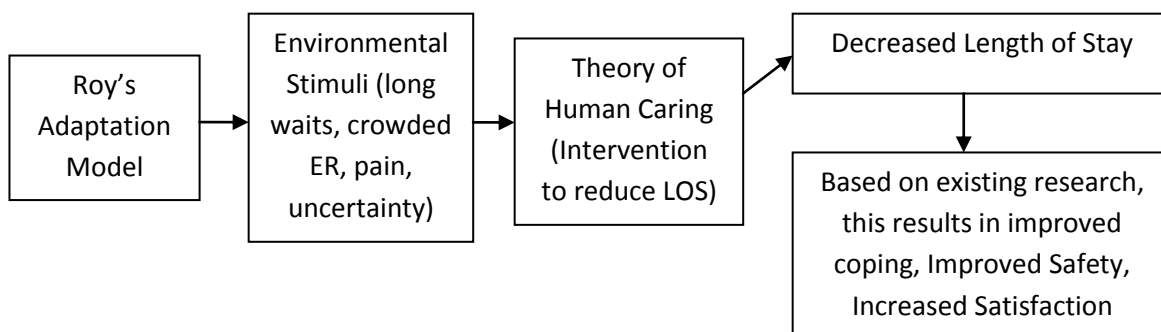 Roy’s
Adaptation
Model
Environmental
Stimuli (long
waits, crowded
ER, pain,
uncertainty)
Theory of
Human Caring
(Intervention
to reduce LOS)
Decreased Length of Stay
Based on existing research,
this results in improved
coping, Improved Safety,
Increased Satisfaction